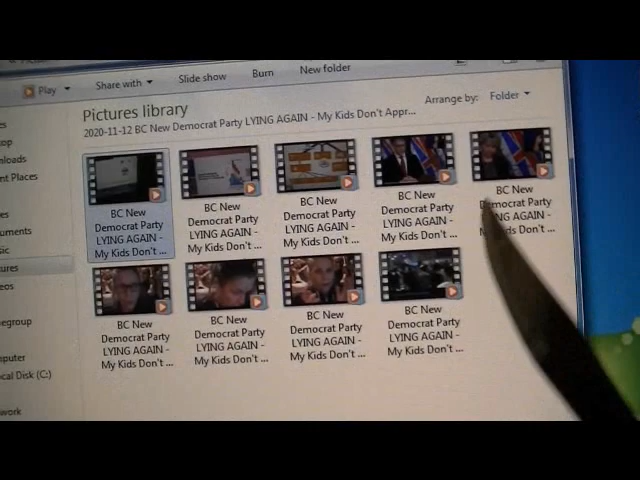 Play
Share with
Slide show
Burn
New folder
Pictures library
2020-11-12 BC New Democrat Party LYING AGAIN - My Kids Don't Appr...
Arrange by:
Folder
nloads
nt Places
uments
sic
ures
eos
egroup
mputer
cal Disk (C:)
work
BC New
Democrat Party
LYING AGAIN -
My Kids Don't ...
BC New
Democrat Party
LYING AGAIN -
My Kids Don't ...
BC New
Democrat Party
LYING AGAIN -
My Kids Don't ...
BC New
Democrat Party
LYING AGAIN -
My Kids Don't ...
BC New
Democrat Party
LYING AGAIN -
My Kids Don't ...
BC New
Democrat Party
LYING AGAIN -
My Kids Don't ...
BC New
Democrat Party
LYING AGAIN -
My Kids Don't ...
BC New
Democrat Party
LYING AGAIN -
My Kids Don't ...
BC New
Democrat Party
LYING AGAIN -
My Kids Don't ...